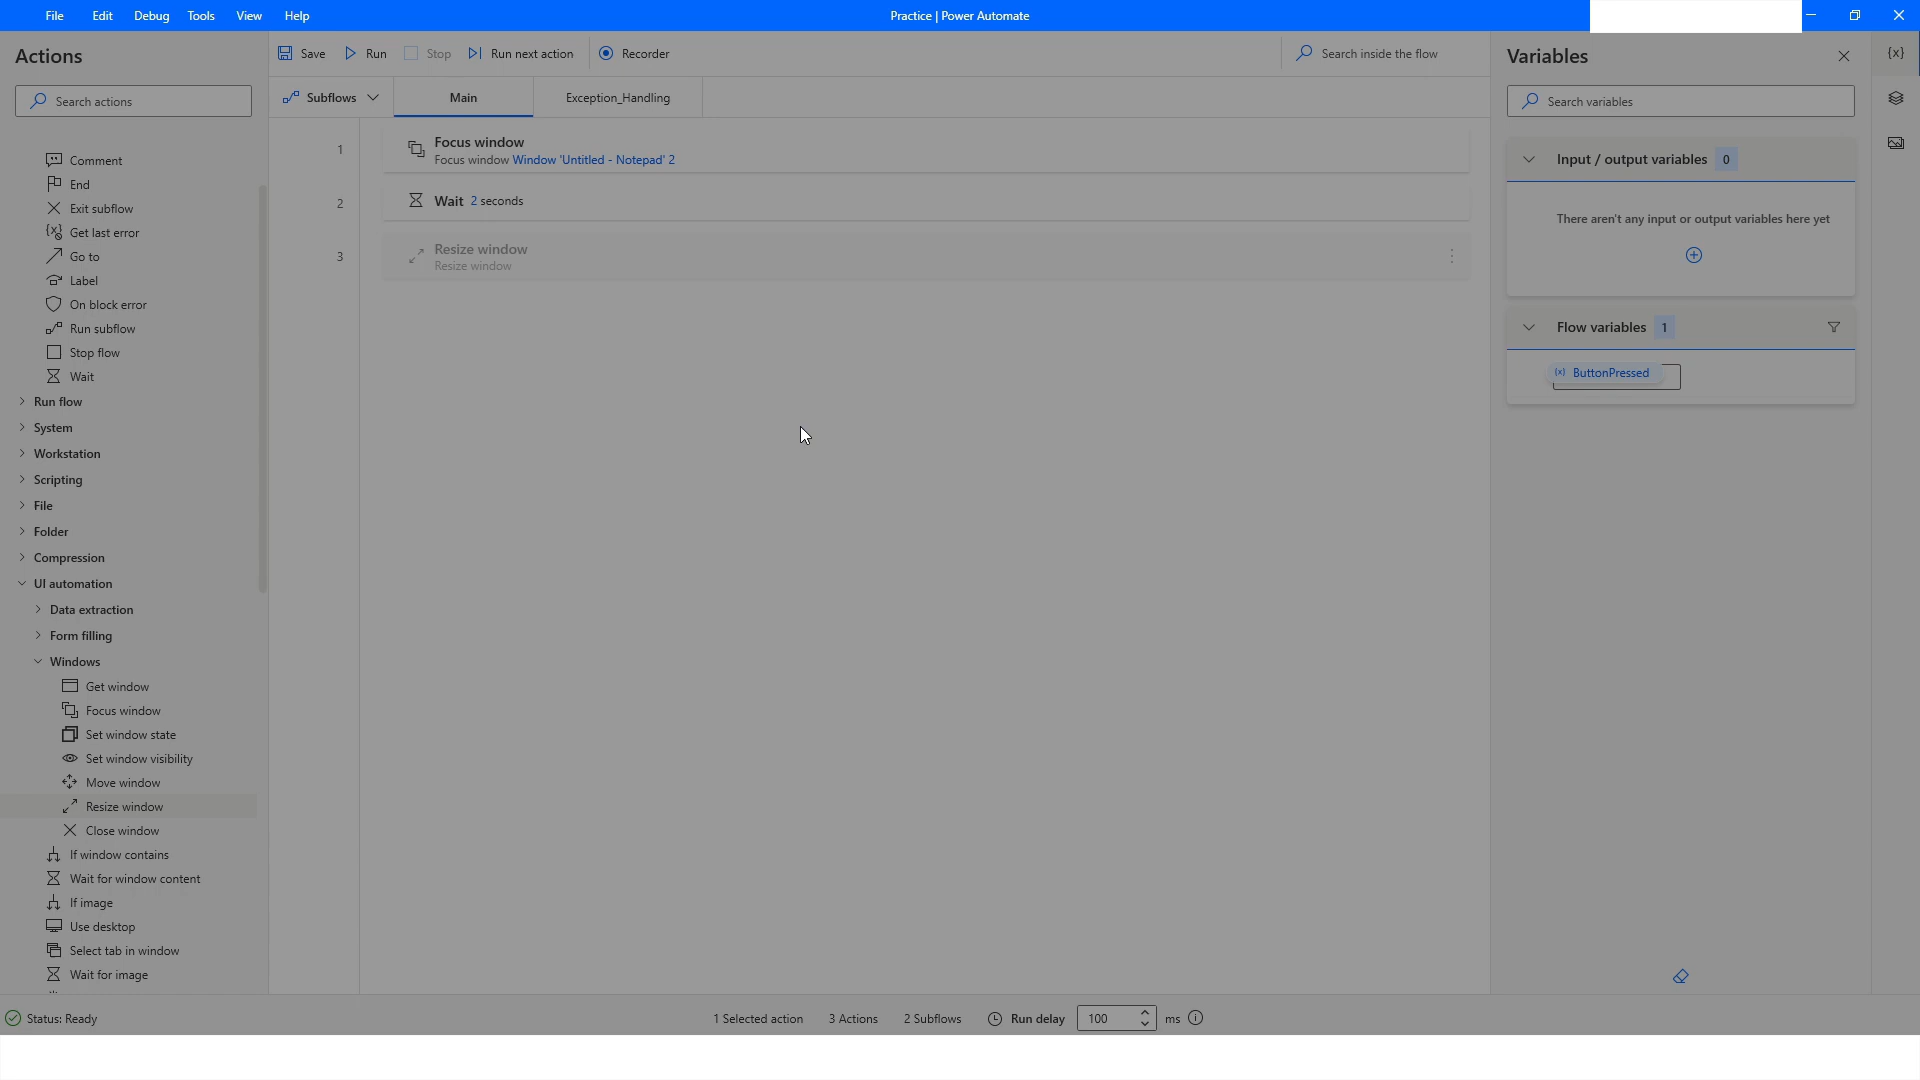 File Edit Debug Tools View Help
Practice | Power Automate
Actions
Search actions
Comment
End
Exit subflow
Get last error
Go to
Label
On block error
Run subflow
Stop flow
Wait
Run flow
System
Workstation
Scripting
File
Folder
Compression
UI automation
Data extraction
Form filling
Windows
Get window
Focus window
Set window state
Set window visibility
Move window
Resize window
Close window
If window contains
Wait for window content
If image
Use desktop
Select tab in window
Wait for image
Save Run Stop Run next action Recorder
Search inside the flow
Subflows Main Exception_Handling
1
Focus window
Focus window Window 'Untitled - Notepad' 2
2
Wait 2 seconds
3
Resize window
Resize window
Variables
Search variables
Input / output variables 0
There aren't any input or output variables here yet
Flow variables 1
{x} ButtonPressed
{x}
Status: Ready
1 Selected action 3 Actions 2 Subflows Run delay 100 ms